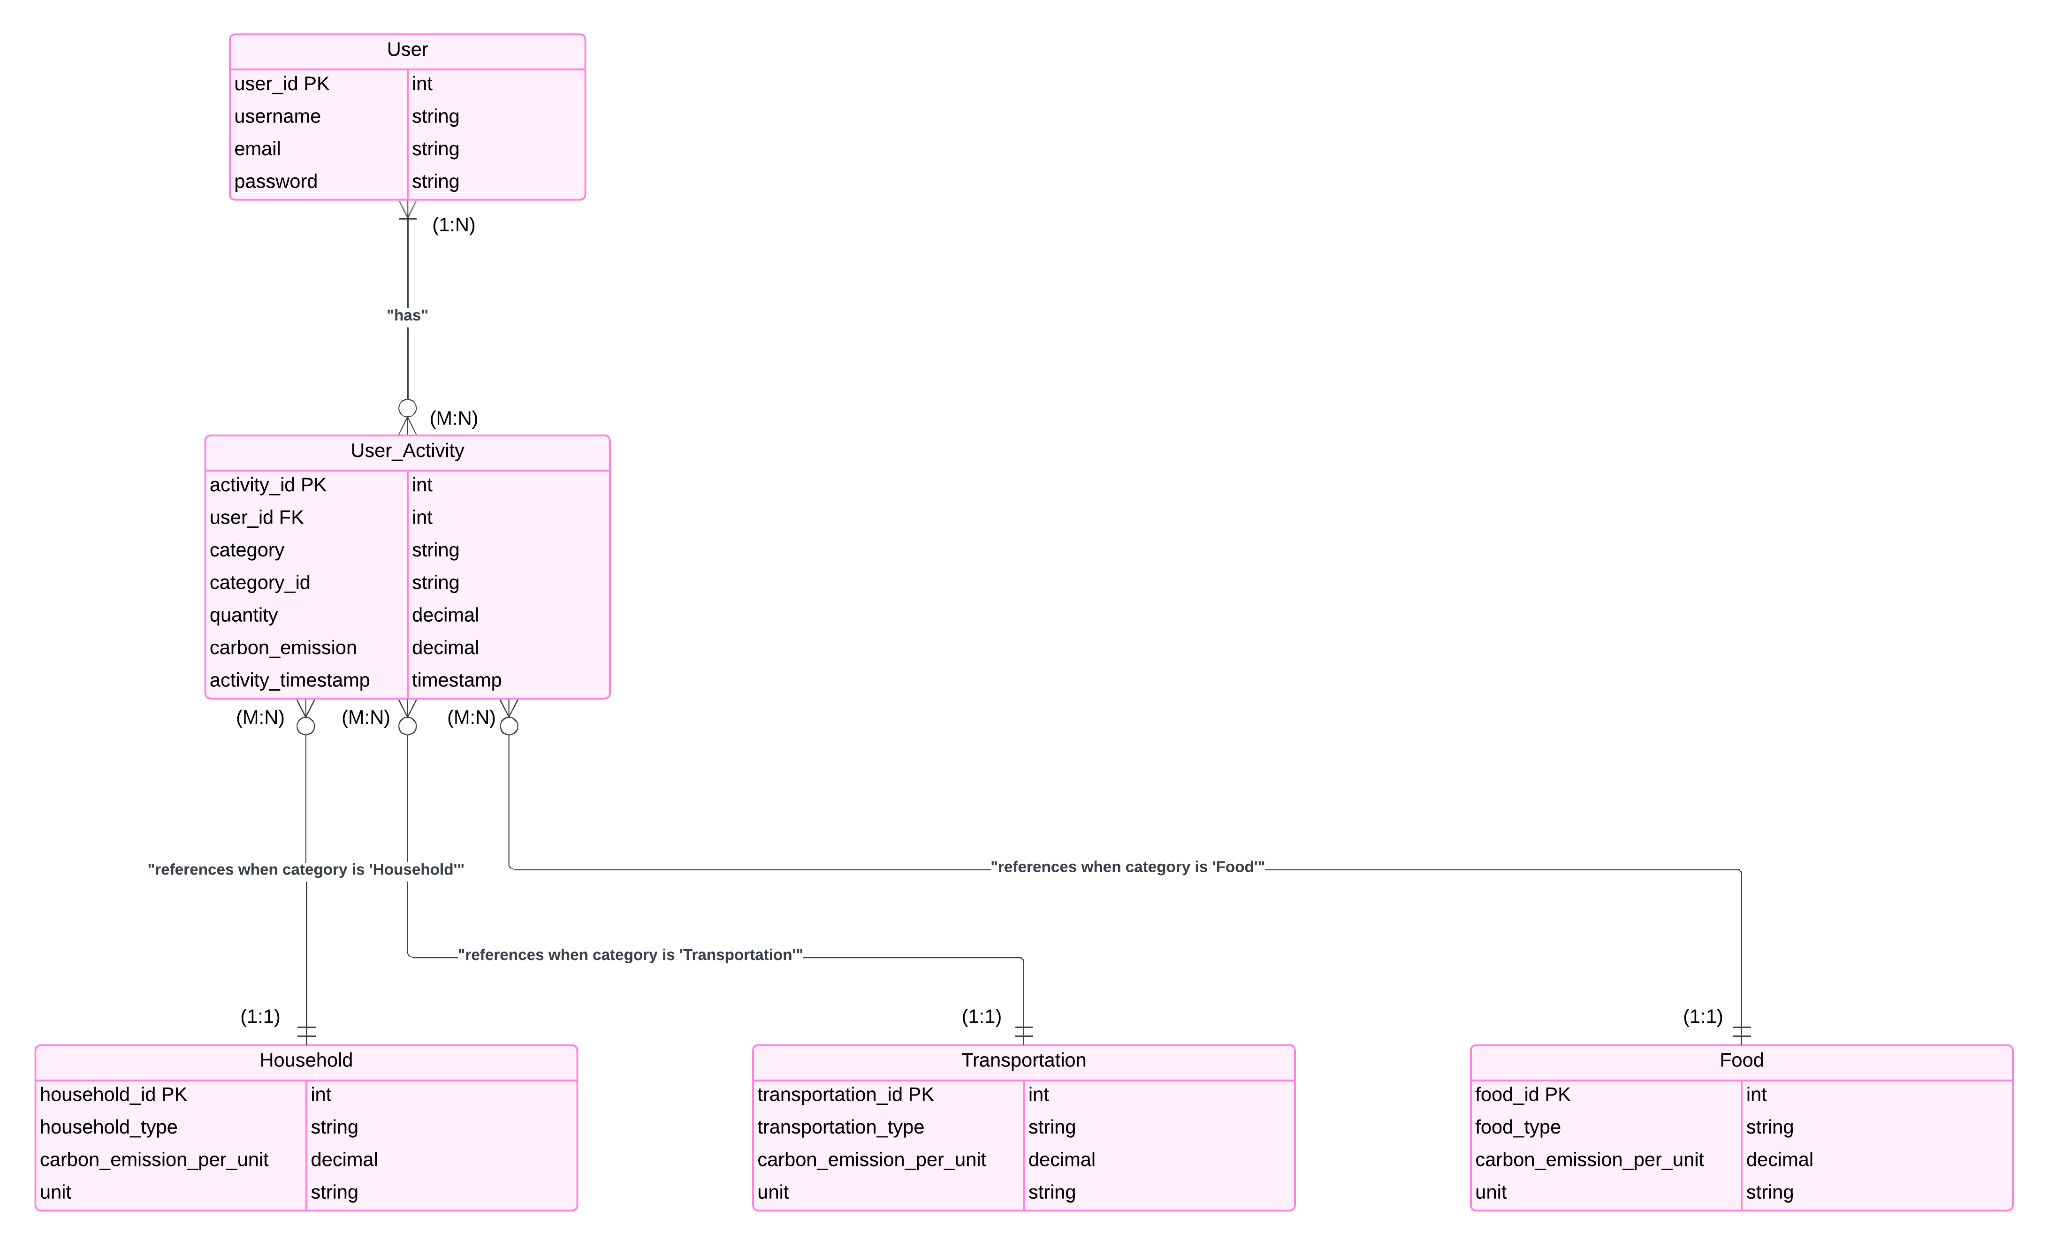 User
user_id PK int
username string
email string
password string
(1:N)
"has"
(M:N)
User_Activity
activity_id PK int
user_id FK int
category string
category_id string
quantity decimal
carbon_emission decimal
activity_timestamp timestamp
(M:N) (M:N) (M:N)
"references when category is 'Household'"
"references when category is 'Food'"
"references when category is 'Transportation'"
(1:1) (1:1) (1:1)
Household
household_id PK int
household_type string
carbon_emission_per_unit decimal
unit string
Transportation
transportation_id PK int
transportation_type string
carbon_emission_per_unit decimal
unit string
Food
food_id PK int
food_type string
carbon_emission_per_unit decimal
unit string